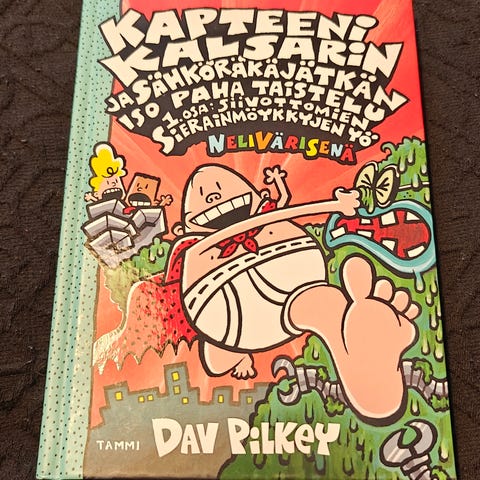 KAPTEENI
KALSARIN
JA SÄHKÖRÄKÄJÄTKÄN
ISO PAHA TAISTELU
1. OSA: SIIVOTTOMIEN
SIERAINMÖYKKYJEN YÖ
NELIVÄRISENÄ
TAMMI
DAV PILKEY